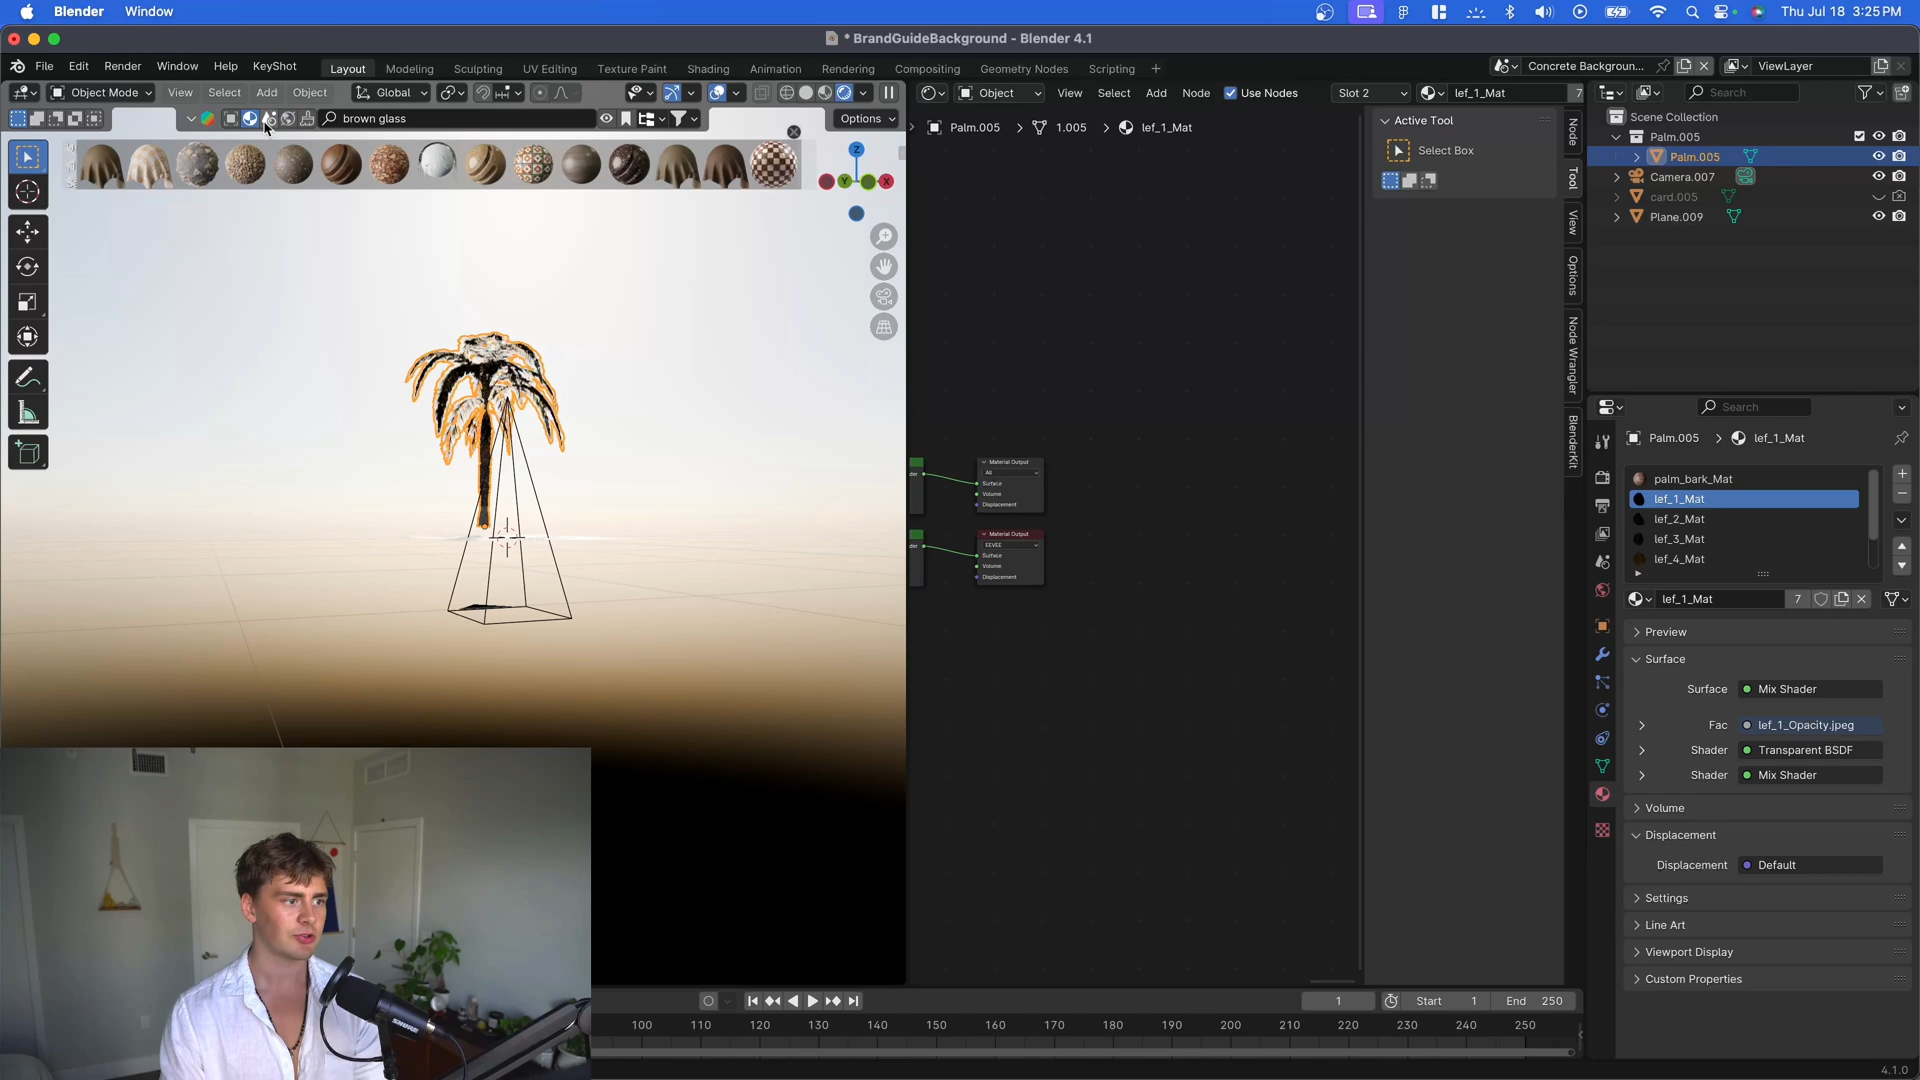 Blender Window Thu Jul 18 3:25 PM
* BrandGuideBackground - Blender 4.1
File Edit Render Window Help KeyShot Layout Modeling Sculpting UV Editing Texture Paint Shading Animation Rendering Compositing Geometry Nodes Scripting + Concrete Backgroun... ViewLayer
Object Mode View Select Add Object Global Object View Select Add Node Use Nodes Slot 2 lef_1_Mat 7 Search
brown glass Options
Palm.005 > 1.005 > lef_1_Mat
Active Tool
Select Box
Node
Tool
View
Options
Node Wrangler
BlenderKit
Z
Y X
Scene Collection
Palm.005
Palm.005
Camera.007
card.005
Plane.009
Search
Palm.005 > lef_1_Mat
palm_bark_Mat
lef_1_Mat
lef_2_Mat
lef_3_Mat
lef_4_Mat
lef_1_Mat 7
Preview
Surface
Surface Mix Shader
Fac lef_1_Opacity.jpeg
Shader Transparent BSDF
Shader Mix Shader
Volume
Displacement
Displacement Default
Settings
Line Art
Viewport Display
Custom Properties
Material Output
All
Surface
Volume
Displacement
der
Material Output
EEVEE
Surface
Volume
Displacement
der
SHURE
1 Start 1 End 250
100 110 120 130 140 150 160 170 180 190 200 210 220 230 240 250
4.1.0